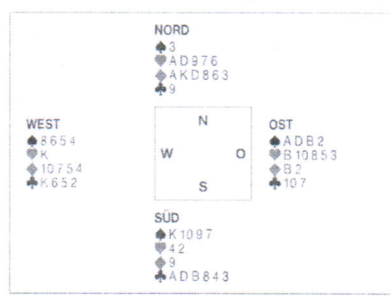 NORD
♠3
♥AD976
♦AKD863
♣9
WEST
♠8654
♥K
♦10754
♣K652
N
W O
S
OST
♠ADB2
♥B10853
♦B2
♣107
SÜD
♠K1097
♥42
♦9
♣ADB843